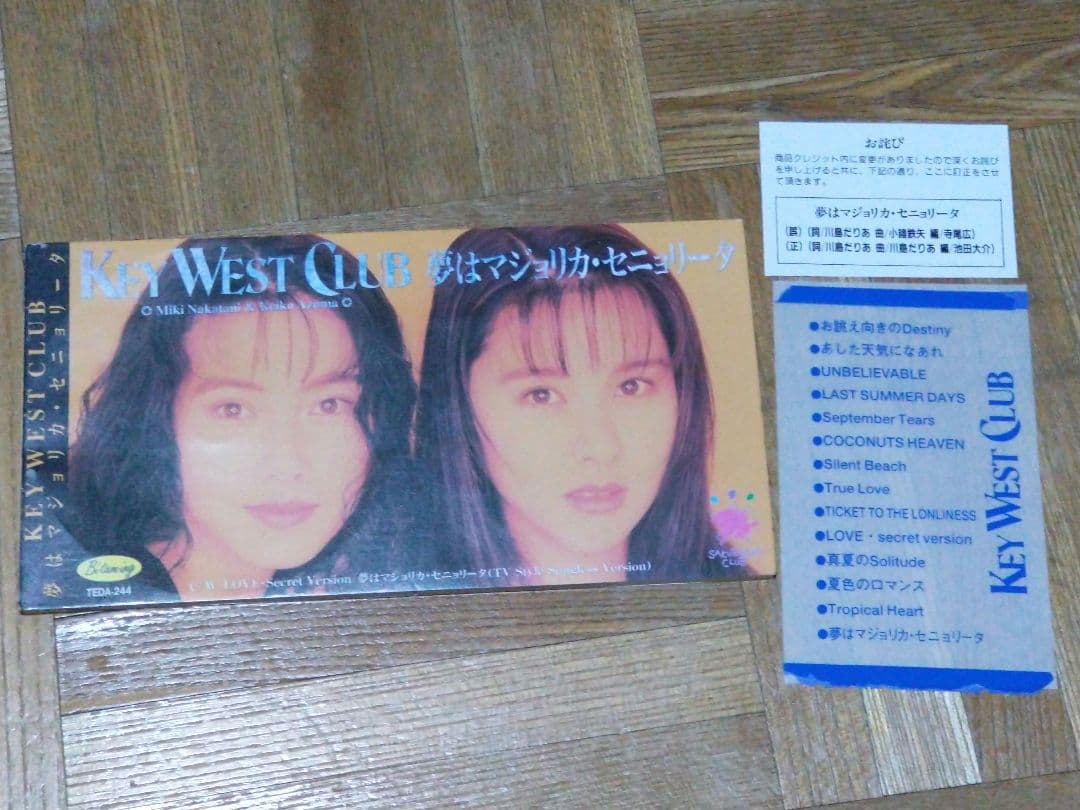 KEY WEST CLUB 夢はマジョリカ・セニョリータ
KEY WEST CLUB 夢はマジョリカ・セニョリータ
Miki Nakatani & Keiko Azuma
C/W LOVE・Secret Version 夢はマジョリカ・セニョリータ(TV Style Songless Version)
TEDA-244
CLUB
お詫び
商品クレジット内に変更がありましたので深くお詫び
を申し上げると共に、下記の通り、ここに訂正をさせ
て頂きます。
夢はマジョリカ・セニョリータ
(誤) (詞/川島だりあ 曲/小諸鉄矢 編/寺尾広)
(正) (詞/川島だりあ 曲/川島だりあ 編/池田大介)
●お誂え向きのDestiny
●あした天気になあれ
●UNBELIEVABLE
●LAST SUMMER DAYS
●September Tears
●COCONUTS HEAVEN
●Silent Beach
●True Love
●TICKET TO THE LONLINESS
●LOVE・secret version
●真夏のSolitude
●夏色のロマンス
●Tropical Heart
●夢はマジョリカ・セニョリータ
KEY WEST CLUB